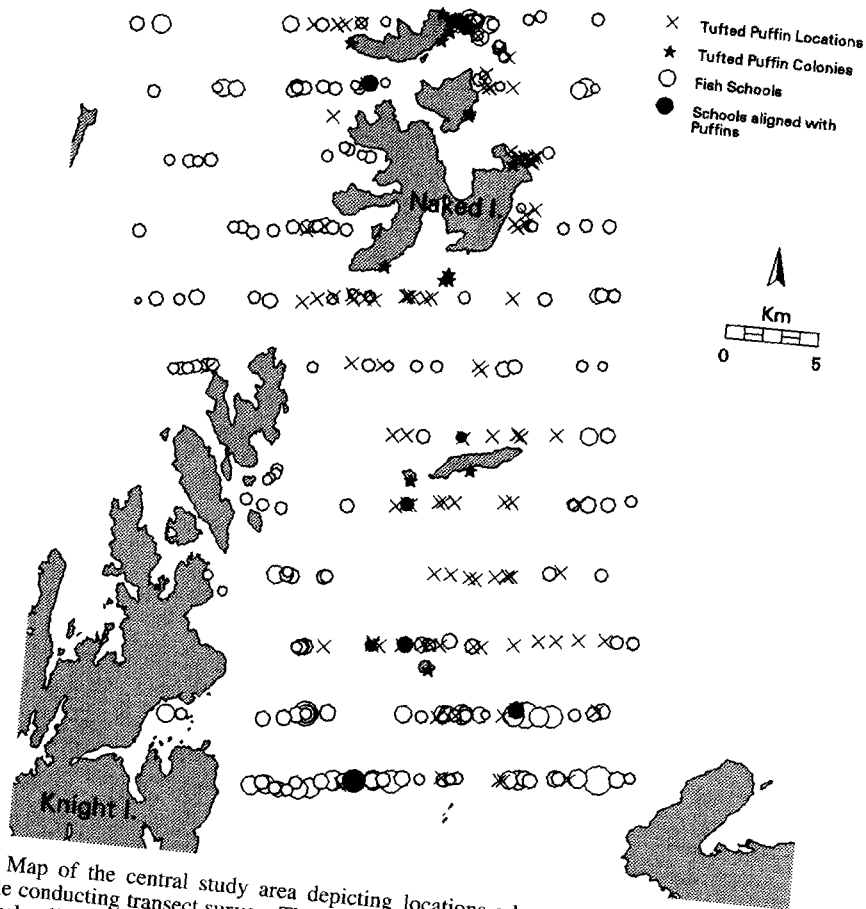 Tufted Puffin Locations
Tufted Puffin Colonies
Fish Schools
Schools aligned with
Puffins
Naked I.
Km
0 5
Knight I.
Map of the central study area depicting locations
conducting transect